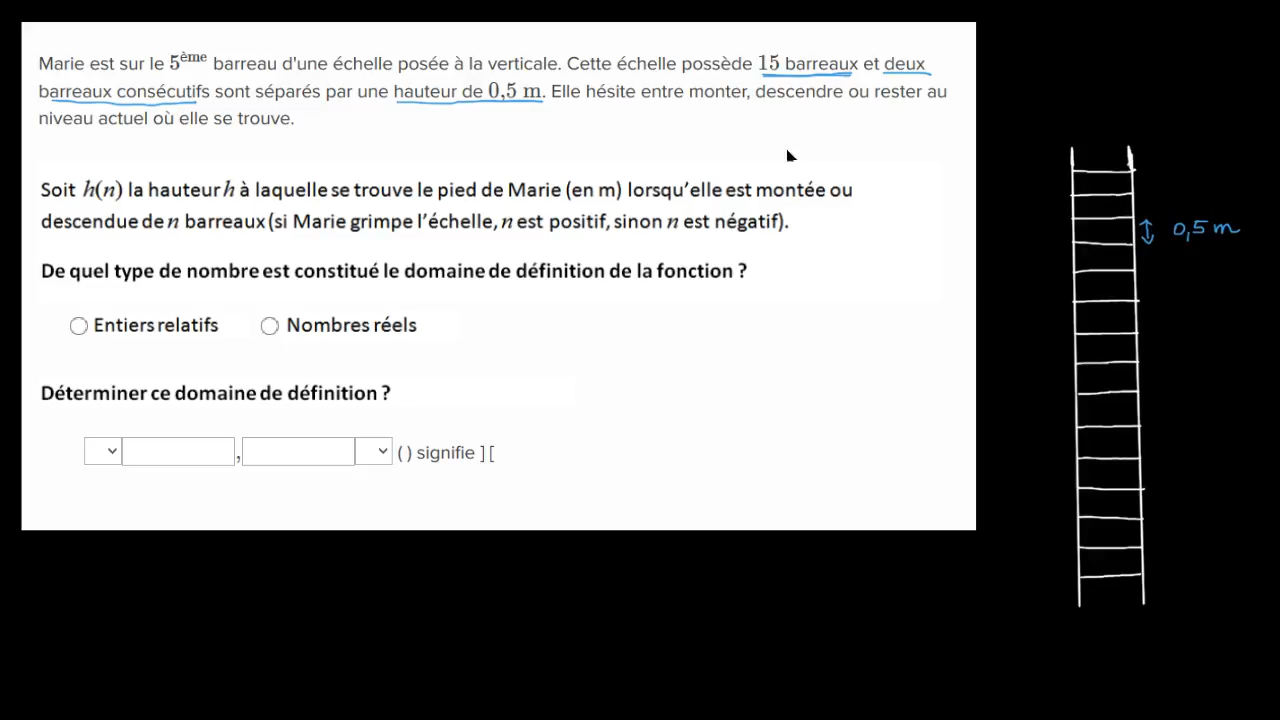 Marie est sur le 5ème barreau d'une échelle posée à la verticale. Cette échelle possède 15 barreaux et deux
barreaux consécutifs sont séparés par une hauteur de 0,5 m. Elle hésite entre monter, descendre ou rester au
niveau actuel où elle se trouve.
Soit h(n) la hauteur h à laquelle se trouve le pied de Marie (en m) lorsqu'elle est montée ou
descendue de n barreaux (si Marie grimpe l'échelle, n est positif, sinon n est négatif).
De quel type de nombre est constitué le domaine de définition de la fonction ?
Entiers relatifs Nombres réels
Déterminer ce domaine de définition ?
, ( ) signifie ] [
0,5 m